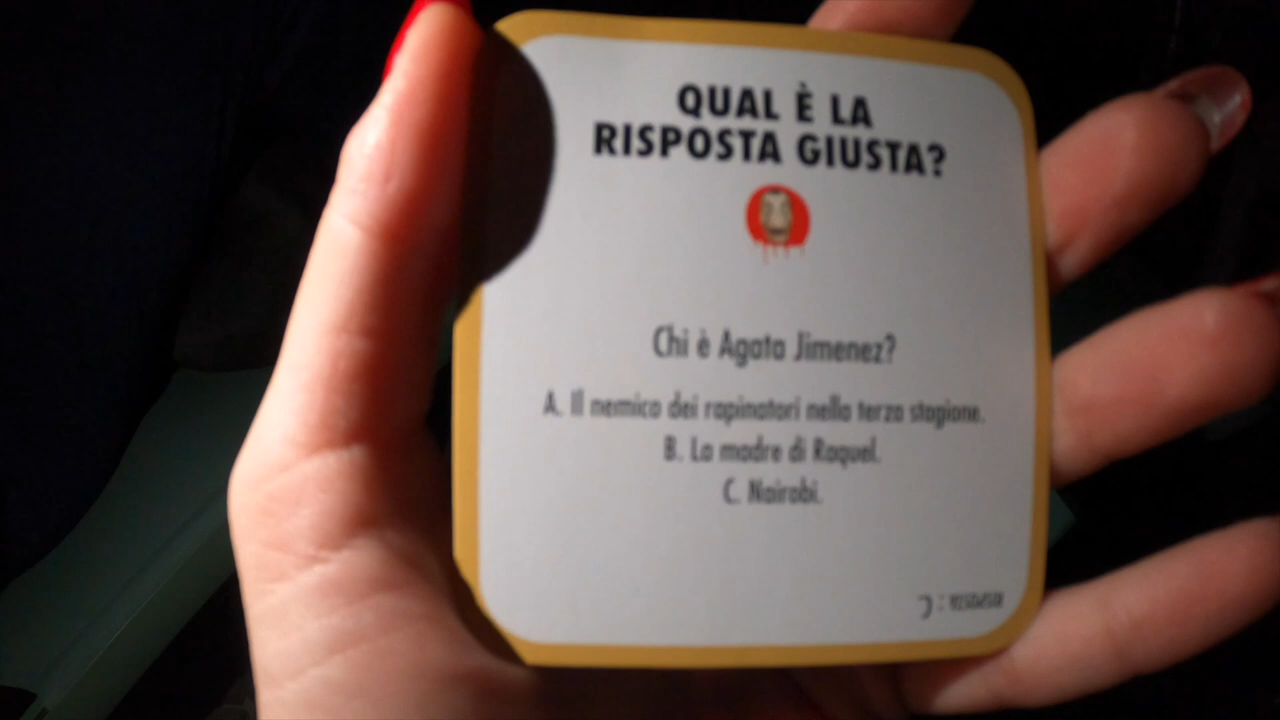 QUAL È LA
RISPOSTA GIUSTA?
Chi è Agata Jimenez?
A. Il nemico dei rapinatori nella terza stagione.
B. La madre di Raquel.
C. Nairobi.
RISPOSTA: C